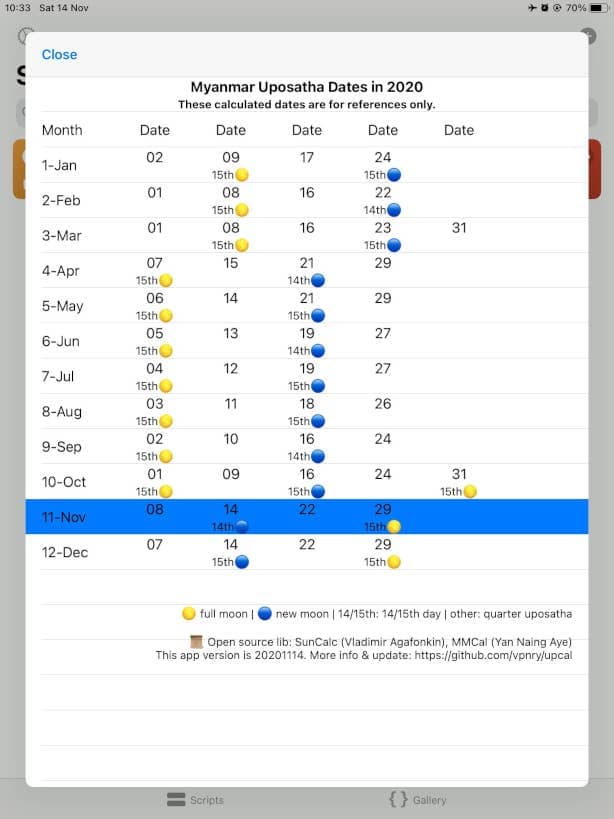 10:33 Sat 14 Nov 70%
Close
Myanmar Uposatha Dates in 2020
These calculated dates are for references only.
Month Date Date Date Date Date
1-Jan 02 09 17 24
15th 15th
2-Feb 01 08 16 22
15th 14th
3-Mar 01 08 16 23 31
15th 15th
4-Apr 07 15 21 29
15th 14th
5-May 06 14 21 29
15th 15th
6-Jun 05 13 19 27
15th 14th
7-Jul 04 12 19 27
15th 15th
8-Aug 03 11 18 26
15th 15th
9-Sep 02 10 16 24
15th 14th
10-Oct 01 09 16 24 31
15th 15th 15th
11-Nov 08 14 22 29
14th 15th
12-Dec 07 14 22 29
15th 15th
full moon | new moon | 14/15th: 14/15th day | other: quarter uposatha
Open source lib: SunCalc (Vladimir Agafonkin), MMCal (Yan Naing Aye)
This app version is 20201114. More info & update: https://github.com/vpnry/upcal
Scripts Gallery